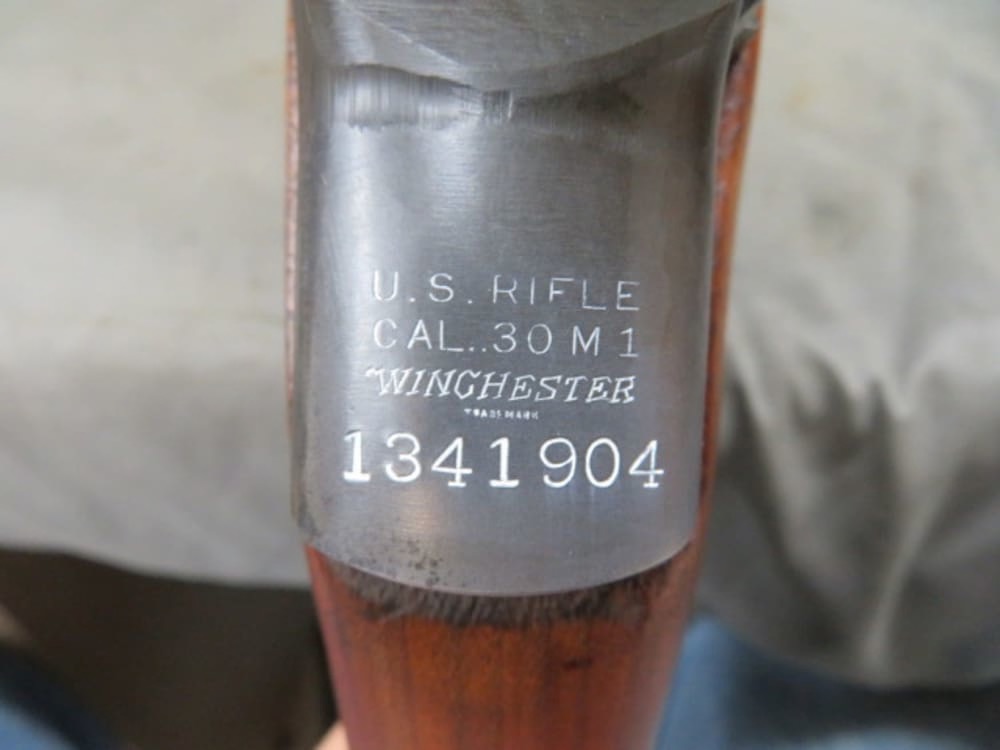 U.S. RIFLE
CAL..30 M1
WINCHESTER
TRADE MARK
1341904